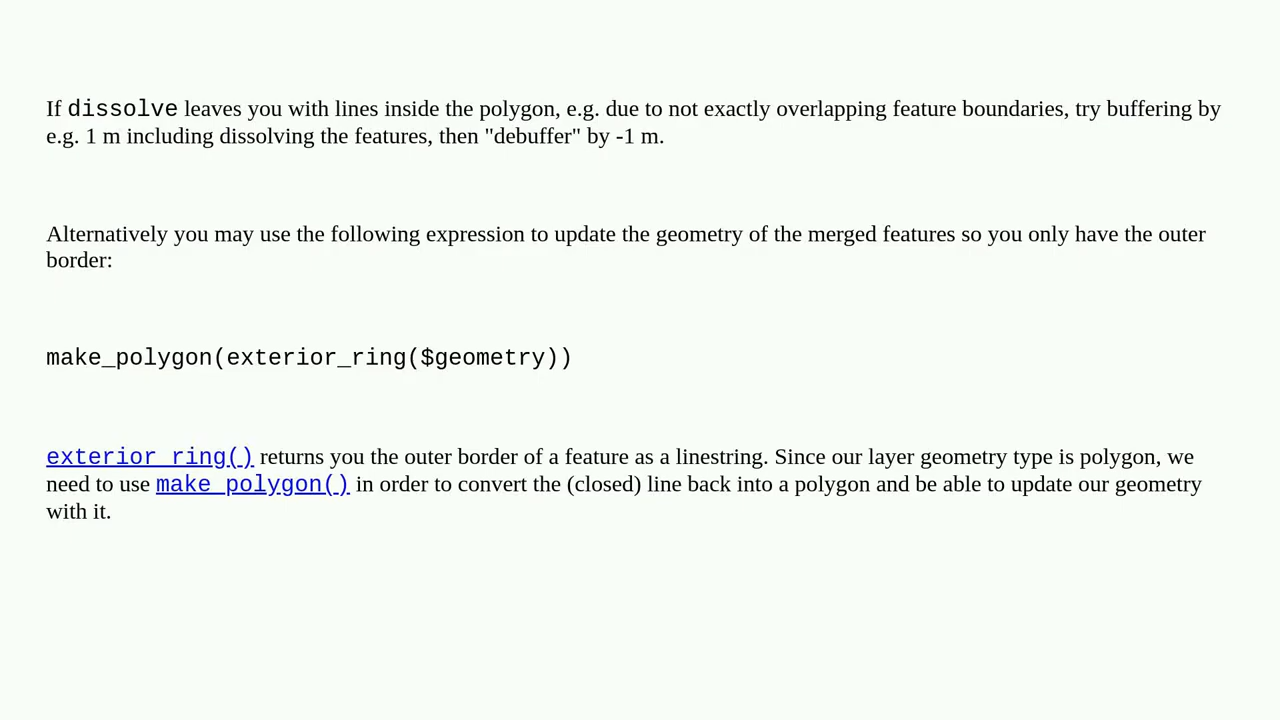 If dissolve leaves you with lines inside the polygon, e.g. due to not exactly overlapping feature boundaries, try buffering by
e.g. 1 m including dissolving the features, then "debuffer" by -1 m.
Alternatively you may use the following expression to update the geometry of the merged features so you only have the outer
border:
make_polygon(exterior_ring($geometry))
exterior_ring() returns you the outer border of a feature as a linestring. Since our layer geometry type is polygon, we
need to use make_polygon() in order to convert the (closed) line back into a polygon and be able to update our geometry
with it.